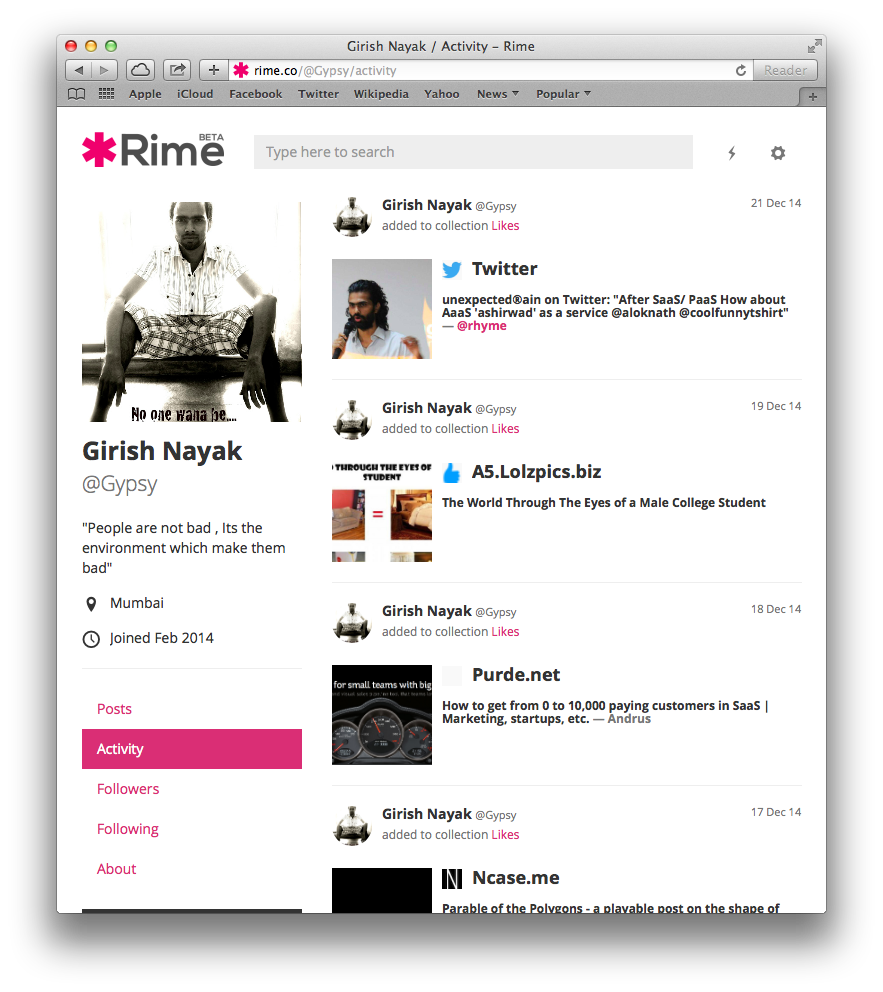 Girish Nayak / Activity – Rime
rime.co/@Gypsy/activity
Reader
Apple iCloud Facebook Twitter Wikipedia Yahoo News Popular
Rime BETA
Type here to search
No one wana be....
Girish Nayak
@Gypsy
"People are not bad , Its the
environment which make them
bad"
Mumbai
Joined Feb 2014
Posts
Activity
Followers
Following
About
Girish Nayak @Gypsy 21 Dec 14
added to collection Likes
Twitter
unexpected®ain on Twitter: "After SaaS/ PaaS How about
AaaS 'ashirwad' as a service @aloknath @coolfunnytshirt"
— @rhyme
Girish Nayak @Gypsy 19 Dec 14
added to collection Likes
THROUGH THE EYES OF
STUDENT
=
A5.Lolzpics.biz
The World Through The Eyes of a Male College Student
Girish Nayak @Gypsy 18 Dec 14
added to collection Likes
for small teams with big
Purde.net
How to get from 0 to 10,000 paying customers in SaaS |
Marketing, startups, etc. — Andrus
Girish Nayak @Gypsy 17 Dec 14
added to collection Likes
Ncase.me
Parable of the Polygons - a playable post on the shape of